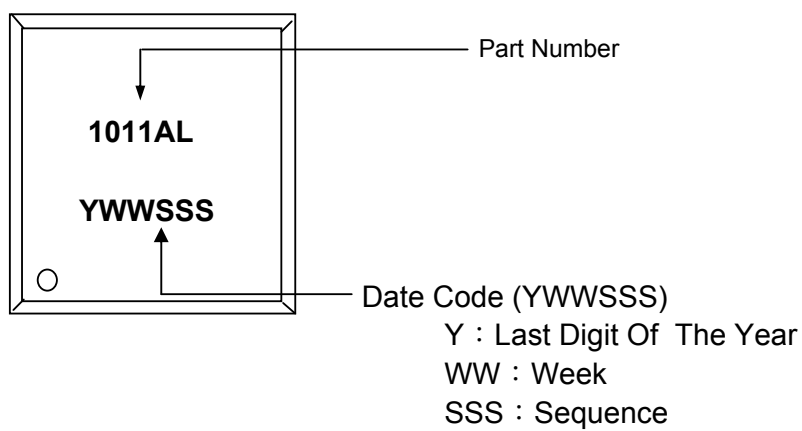 Part Number
1011AL
YWWSSS
Date Code (YWWSSS)
Y：Last Digit Of The Year
WW：Week
SSS：Sequence